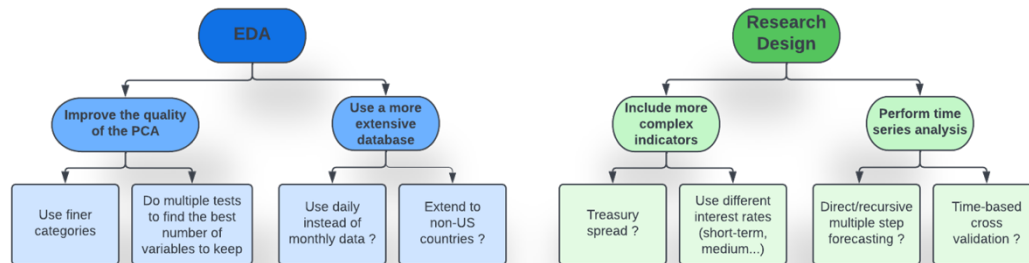 EDA
Research
Design
Improve the quality
of the PCA
Use a more
extensive
database
Include more
complex
indicators
Perform time
series analysis
Use finer
categories
Do multiple tests
to find the best
number of
variables to keep
Use daily
instead of
monthly data ?
Extend to
non-US
countries ?
Treasury
spread ?
Use different
interest rates
(short-term,
medium...)
Direct/recursive
multiple step
forecasting ?
Time-based
cross
validation ?